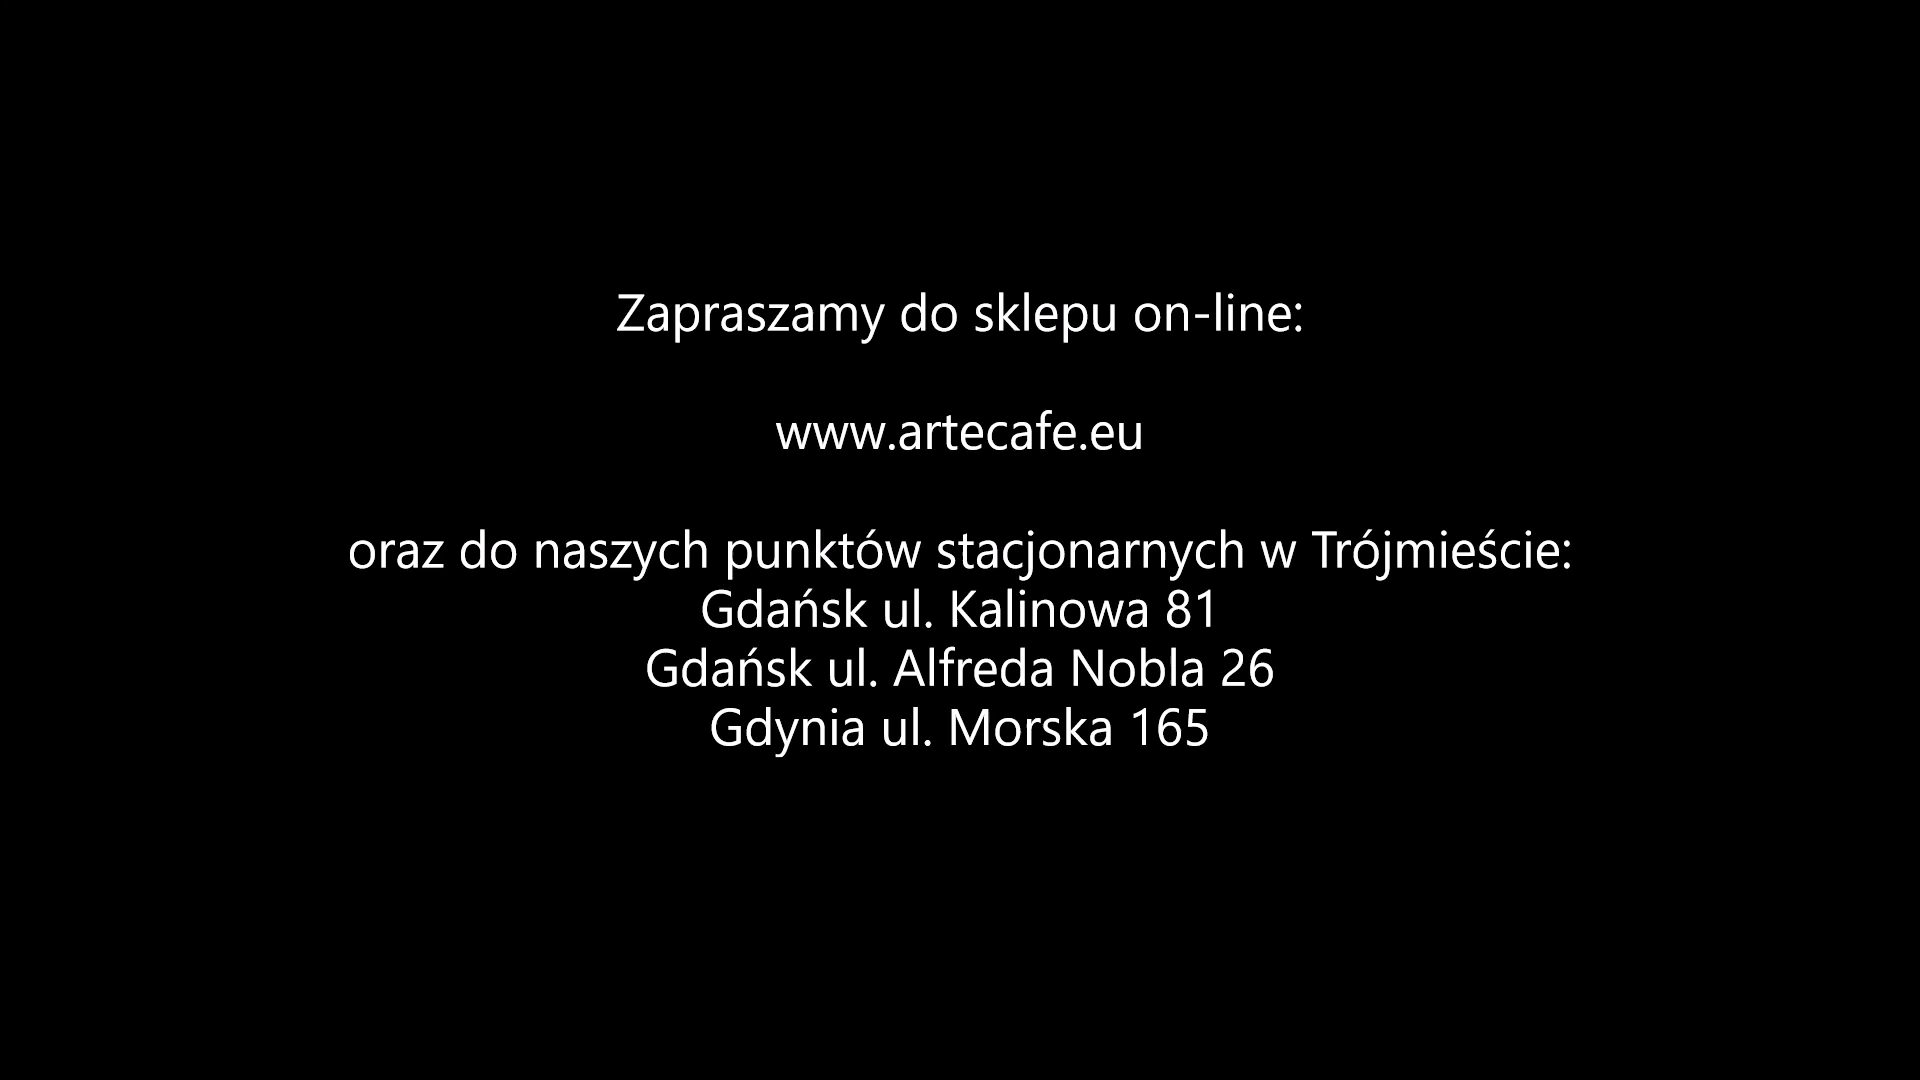 Zapraszamy do sklepu on-line:
www.artecafe.eu
oraz do naszych punktów stacjonarnych w Trójmieście:
Gdańsk ul. Kalinowa 81
Gdańsk ul. Alfreda Nobla 26
Gdynia ul. Morska 165